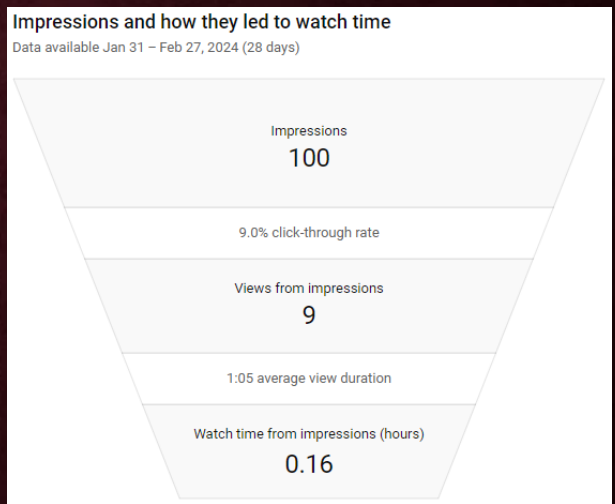 Impressions and how they led to watch time
Data available Jan 31 – Feb 27, 2024 (28 days)
Impressions
100
9.0% click-through rate
Views from impressions
9
1:05 average view duration
Watch time from impressions (hours)
0.16